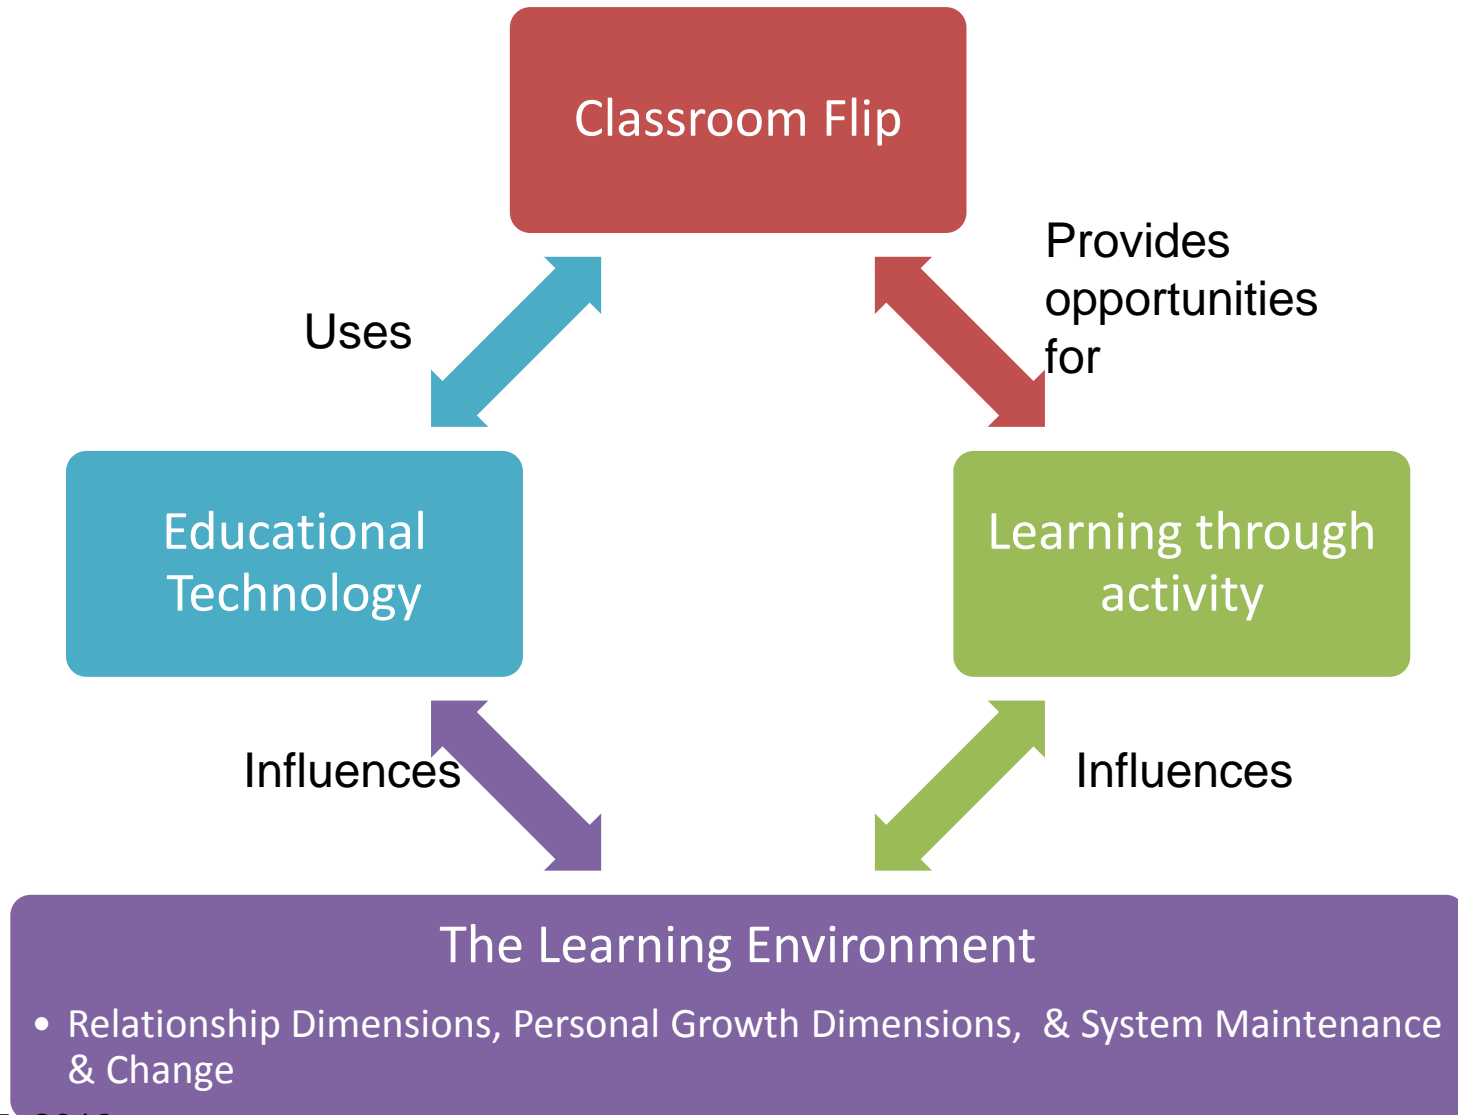 Classroom Flip
Provides
opportunities
for
Uses
Educational
Technology
Learning through
activity
Influences
Influences
The Learning Environment
• Relationship Dimensions, Personal Growth Dimensions, & System Maintenance
& Change